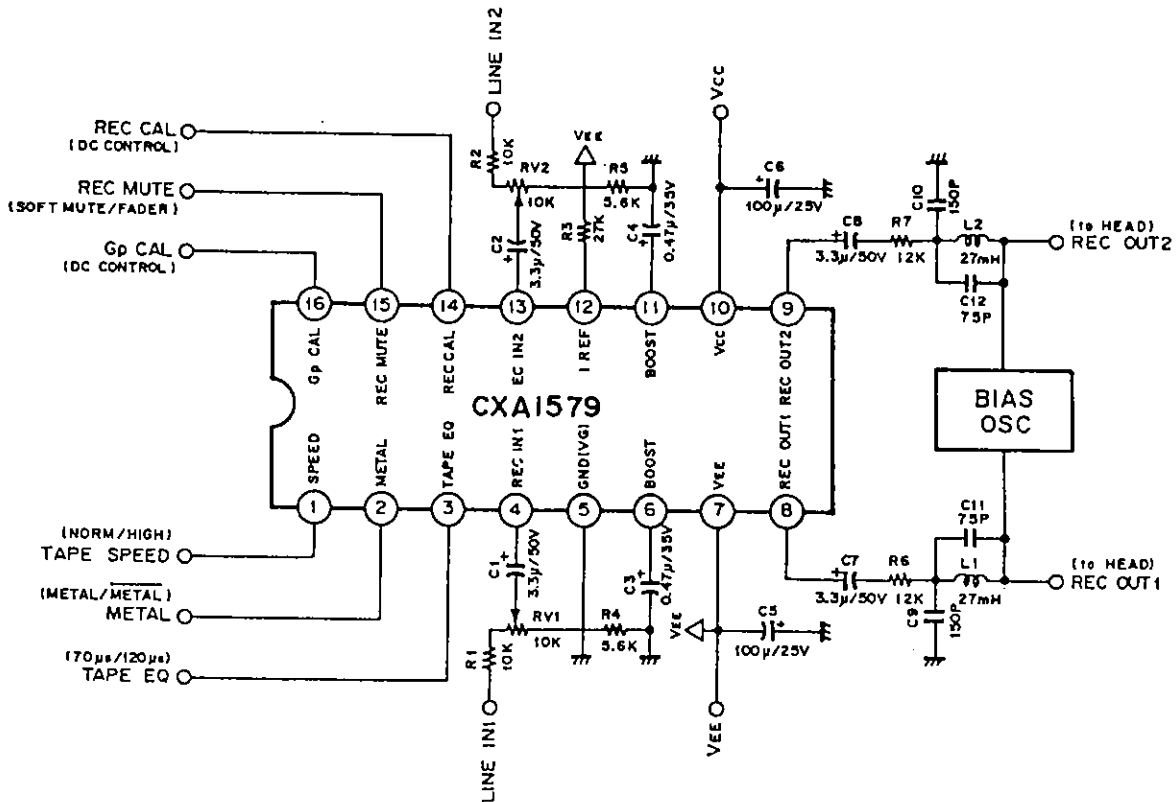 LINE IN2
REC CAL
(DC CONTROL)
REC MUTE
(SOFT MUTE/FADER)
Gp CAL
(DC CONTROL)
R2
10K
RV2
10K
C2
3.3μ/50V
VEE
R3
27K
R5
5.6K
C4
0.47μ/35V
VCC
C6
100μ/25V
C8
3.3μ/50V
R7
12K
C10
150P
L2
27mH
C12
75P
(to HEAD)
REC OUT2
16
15
14
13
12
11
10
9
Gp CAL
REC MUTE
REC CAL
EC IN2
I REF
BOOST
VCC
REC OUT2
CXA1579
BIAS
OSC
SPEED
METAL
TAPE EQ
REC IN1
GND(VG)
BOOST
VEE
REC OUT1
1
2
3
4
5
6
7
8
(NORM/HIGH)
TAPE SPEED
(METAL/METAL)
METAL
(70μs/120μs)
TAPE EQ
C1
3.3μ/50V
RV1
10K
R1
10K
R4
5.6K
C3
0.47μ/35V
VEE
C5
100μ/25V
C7
3.3μ/50V
R6
12K
C11
75P
L1
27mH
C9
150P
(to HEAD)
REC OUT1
LINE IN1
VEE